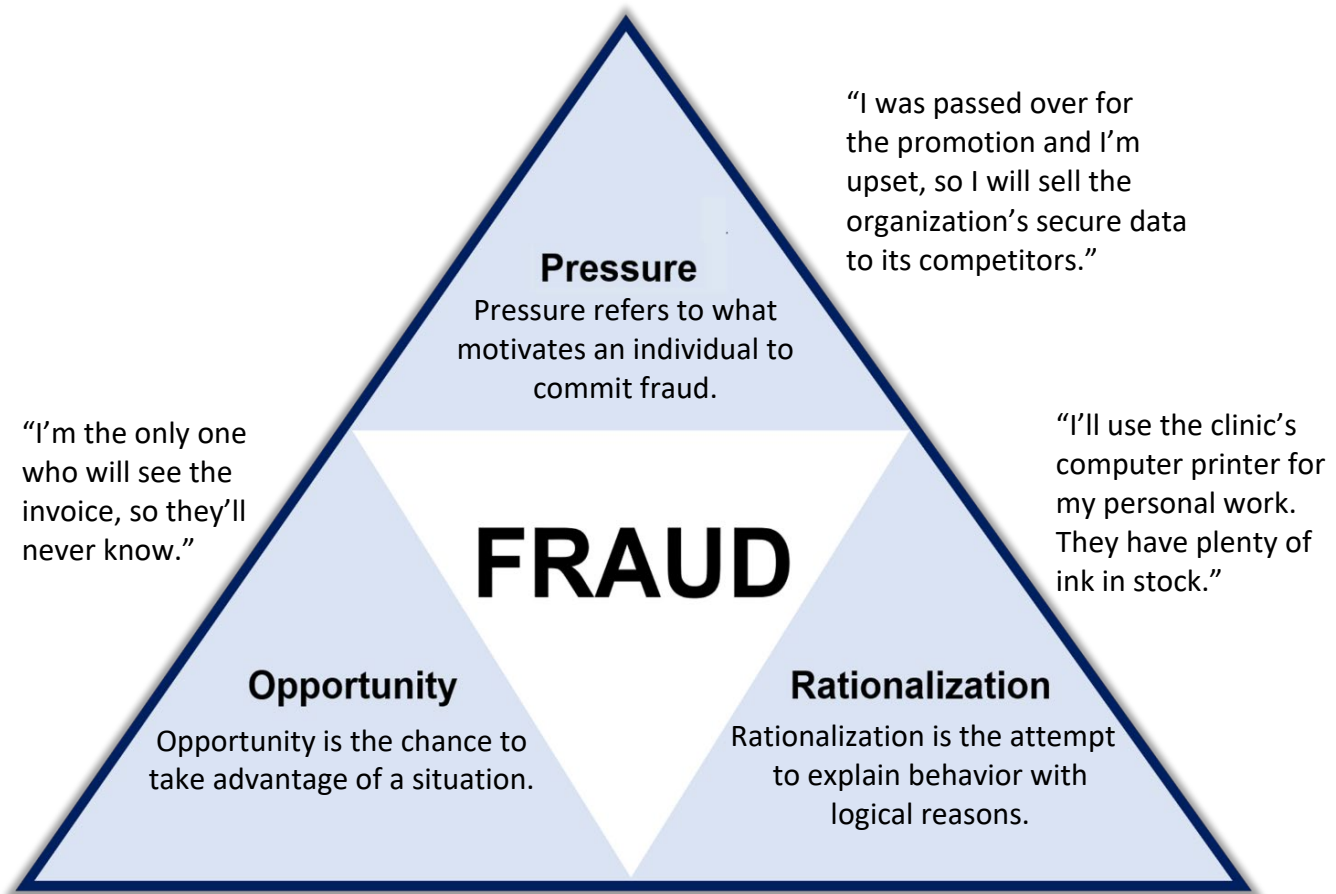 “I was passed over for
the promotion and I’m
upset, so I will sell the
organization’s secure data
to its competitors.”
Pressure
Pressure refers to what
motivates an individual to
commit fraud.
“I’m the only one
who will see the
invoice, so they’ll
never know.”
“I’ll use the clinic’s
computer printer for
my personal work.
They have plenty of
ink in stock.”
FRAUD
Opportunity
Opportunity is the chance to
take advantage of a situation.
Rationalization
Rationalization is the attempt
to explain behavior with
logical reasons.